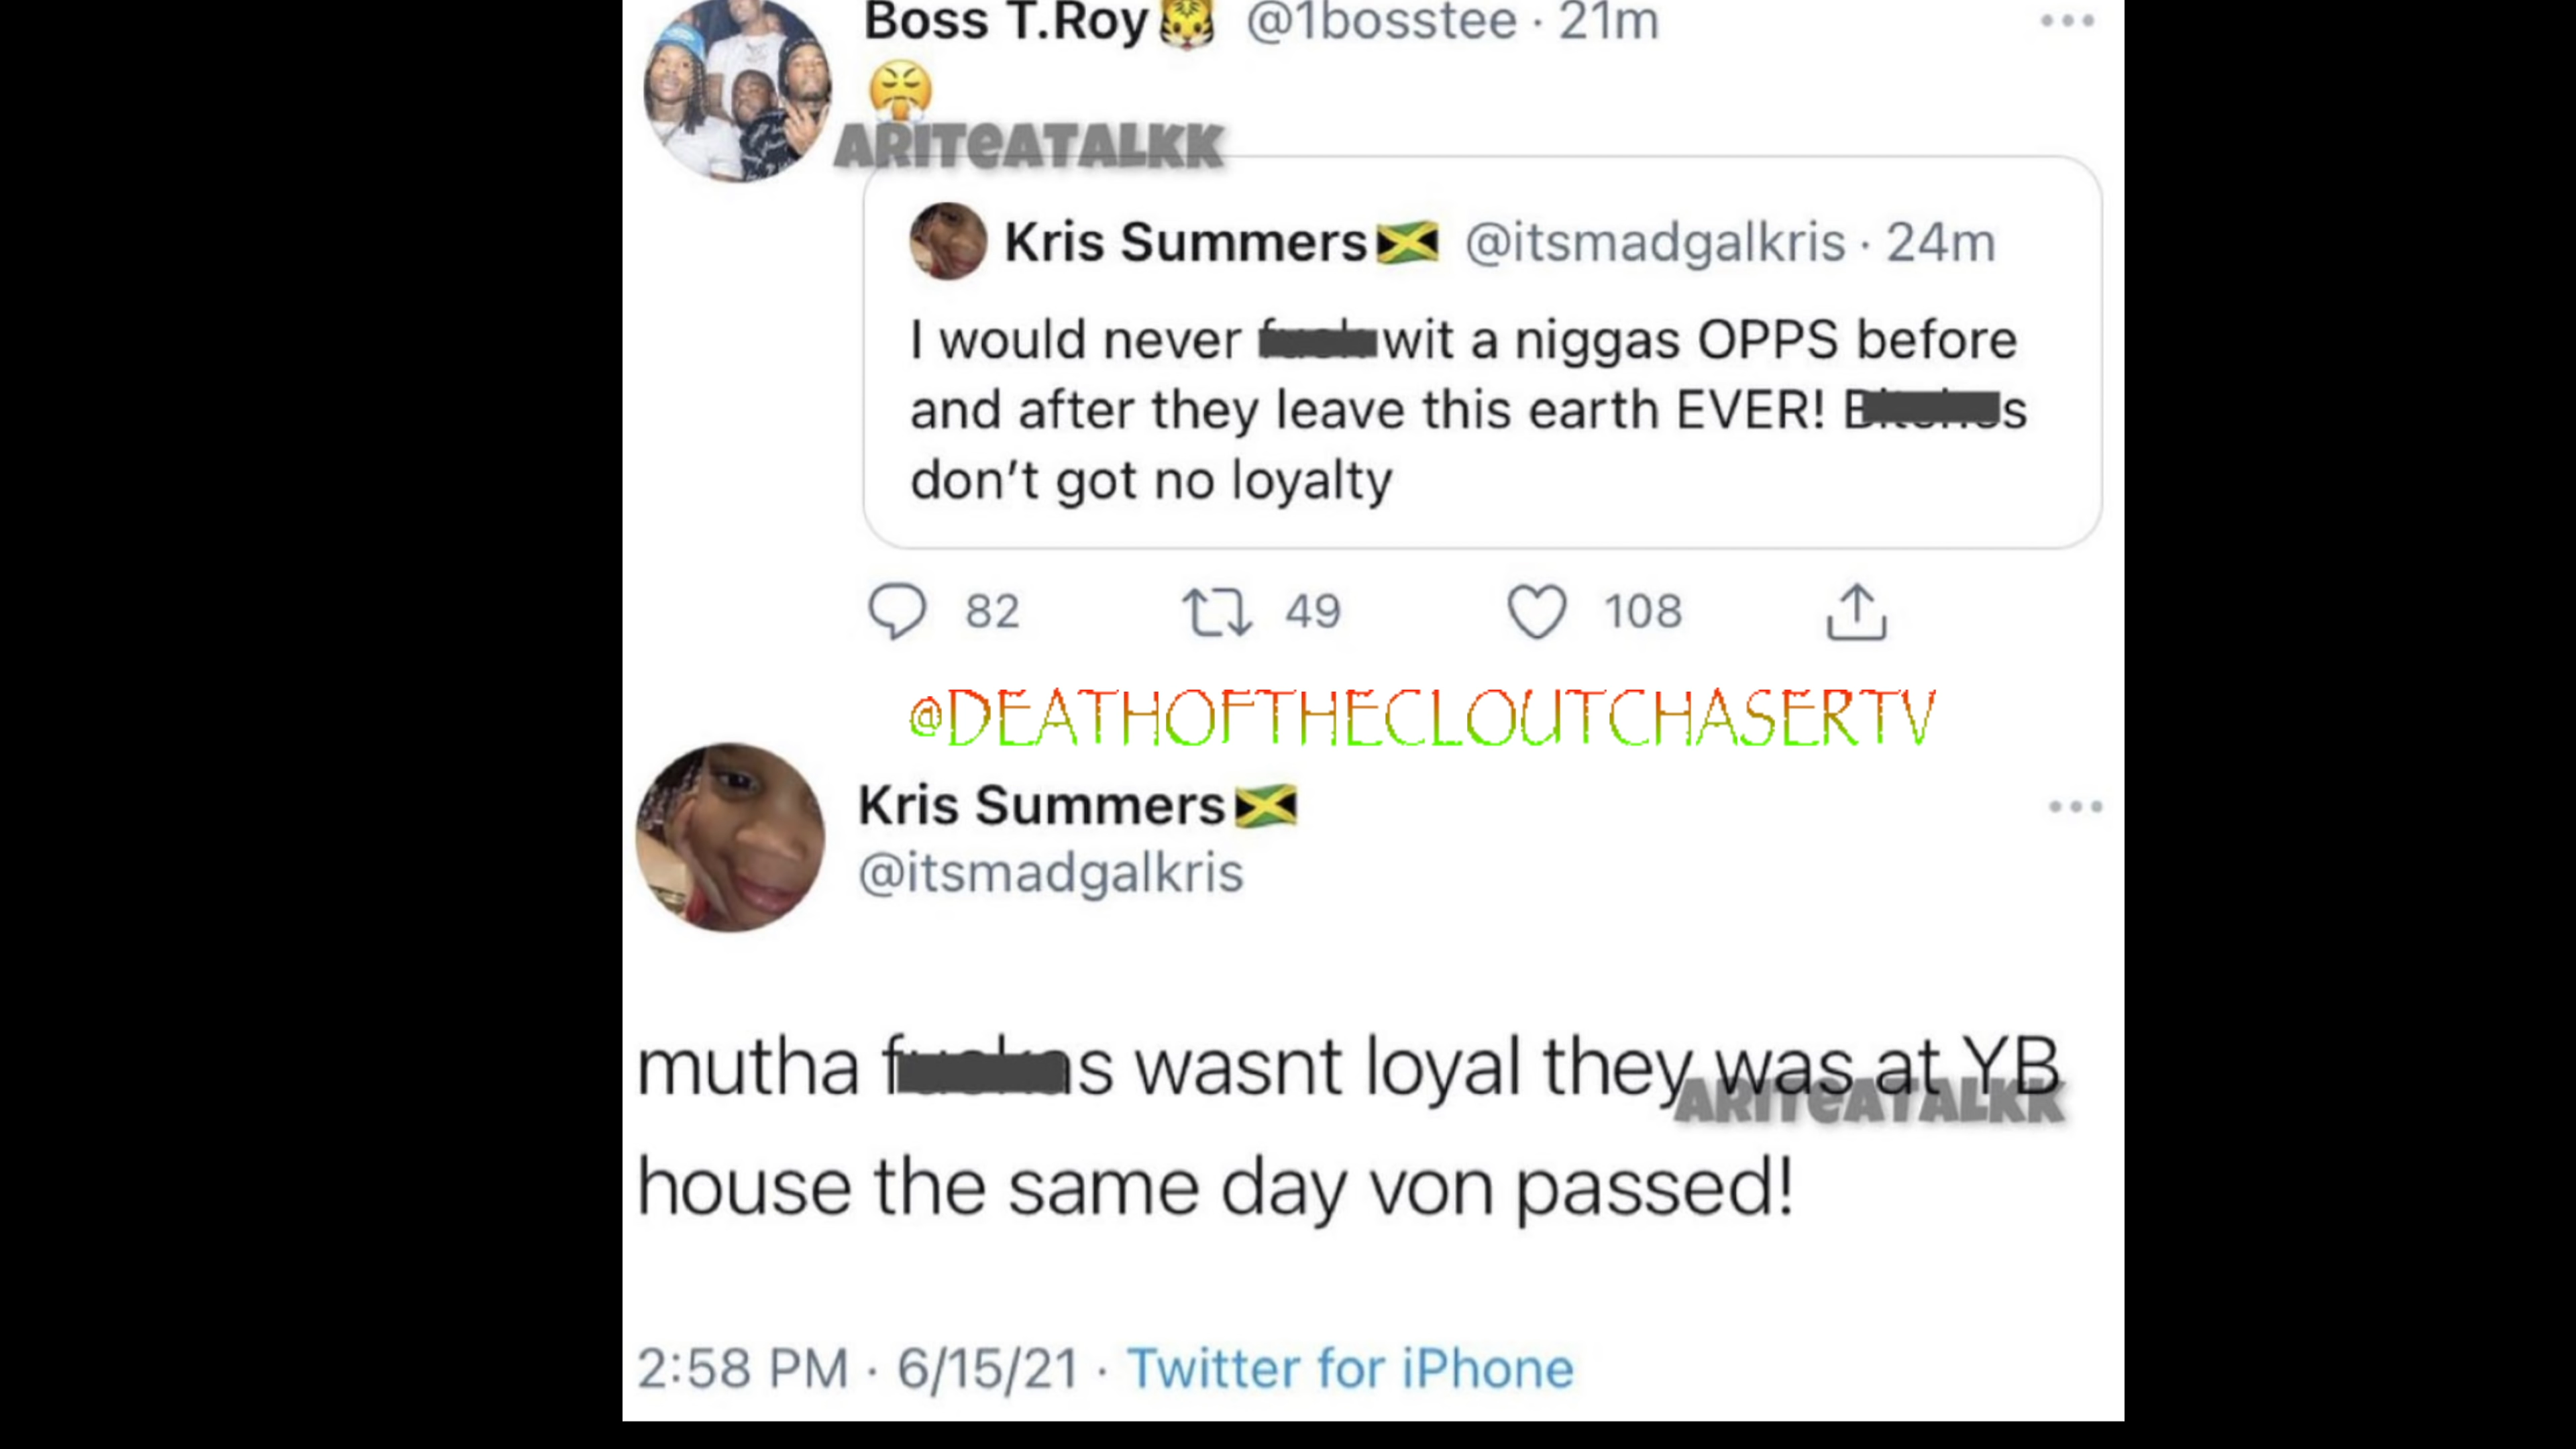 Boss T.Roy🐯 @1bosstee · 21m
😤
ARITEATALKK
Kris Summers🇯🇲 @itsmadgalkris · 24m
I would never wit a niggas OPPS before
and after they leave this earth EVER! s
don't got no loyalty
82 49 108
@DEATHOFTHECLOUTCHASERTV
Kris Summers🇯🇲
@itsmadgalkris
mutha wasnt loyal they was at YB
ARITEATALKK
house the same day von passed!
2:58 PM · 6/15/21 · Twitter for iPhone